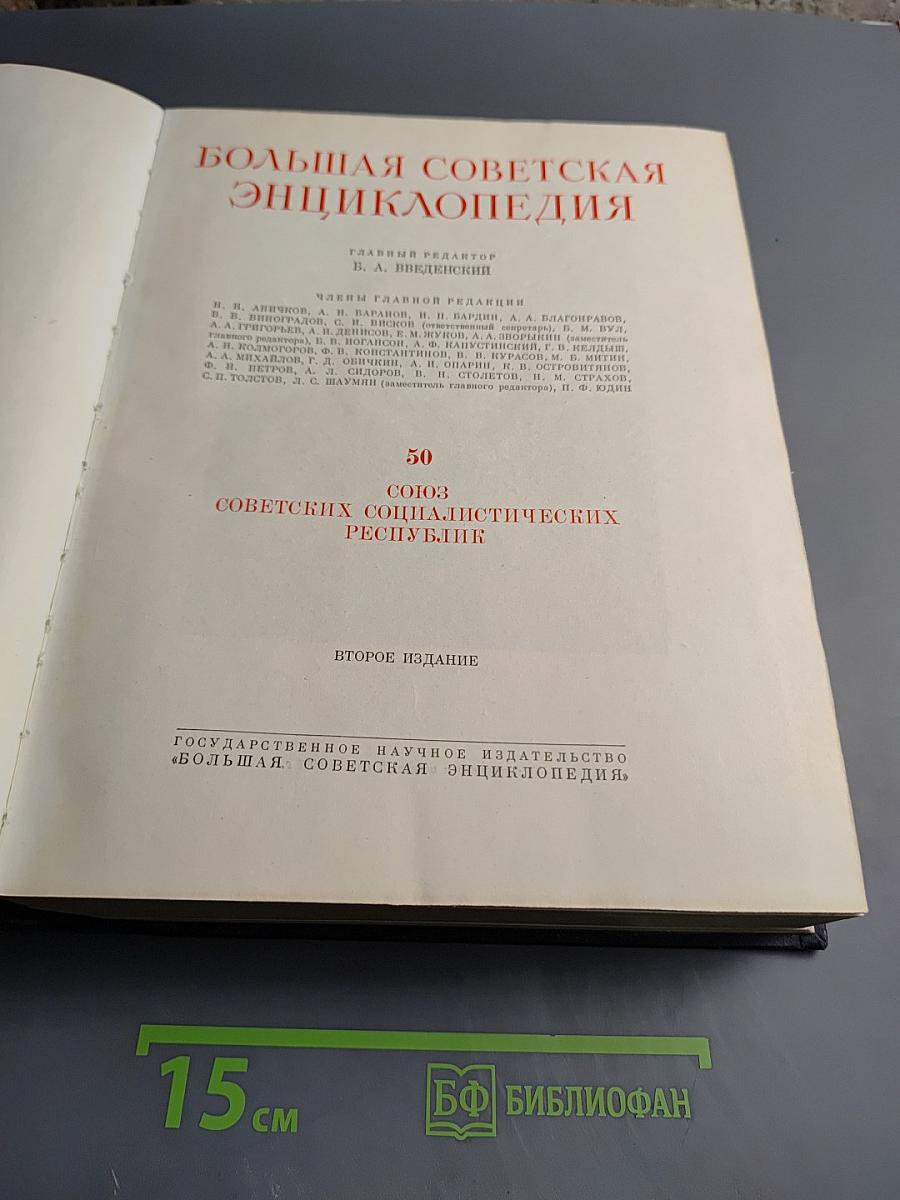 БОЛЬШАЯ СОВЕТСКАЯ
ЭНЦИКЛОПЕДИЯ
ГЛАВНЫЙ РЕДАКТОР
Б. А. ВВЕДЕНСКИЙ
ЧЛЕНЫ ГЛАВНОЙ РЕДАКЦИИ
Н. Н. АНИЧКОВ, А. Н. БАРАНОВ, И. П. БАРДИН, А. А. БЛАГОНРАВОВ,
В. В. ВИНОГРАДОВ, С. И. ВИСКОВ (ответственный секретарь), Б. М. ВУЛ,
А. А. ГРИГОРЬЕВ, А. И. ДЕНИСОВ, Е. М. ЖУКОВ, А. А. ЗВОРЫКИН (заместитель
главного редактора), Б. В. ИОГАНСОН, А. Ф. КАПУСТИНСКИЙ, Г. В. КЕЛДЫШ,
А. Н. КОЛМОГОРОВ, Ф. В. КОНСТАНТИНОВ, В. В. КУРАСОВ, М. Б. МИТИН,
А. А. МИХАЙЛОВ, Г. Д. ОБИЧКИН, А. И. ОПАРИН, К. В. ОСТРОВИТЯНОВ,
Ф. Н. ПЕТРОВ, А. Л. СИДОРОВ, В. Н. СТОЛЕТОВ, Н. М. СТРАХОВ,
С. П. ТОЛСТОВ, Л. С. ШАУМЯН (заместитель главного редактора), П. Ф. ЮДИН
50
СОЮЗ
СОВЕТСКИХ СОЦИАЛИСТИЧЕСКИХ
РЕСПУБЛИК
ВТОРОЕ ИЗДАНИЕ
ГОСУДАРСТВЕННОЕ НАУЧНОЕ ИЗДАТЕЛЬСТВО
«БОЛЬШАЯ СОВЕТСКАЯ ЭНЦИКЛОПЕДИЯ»
15 см
БФ БИБЛИОФАН